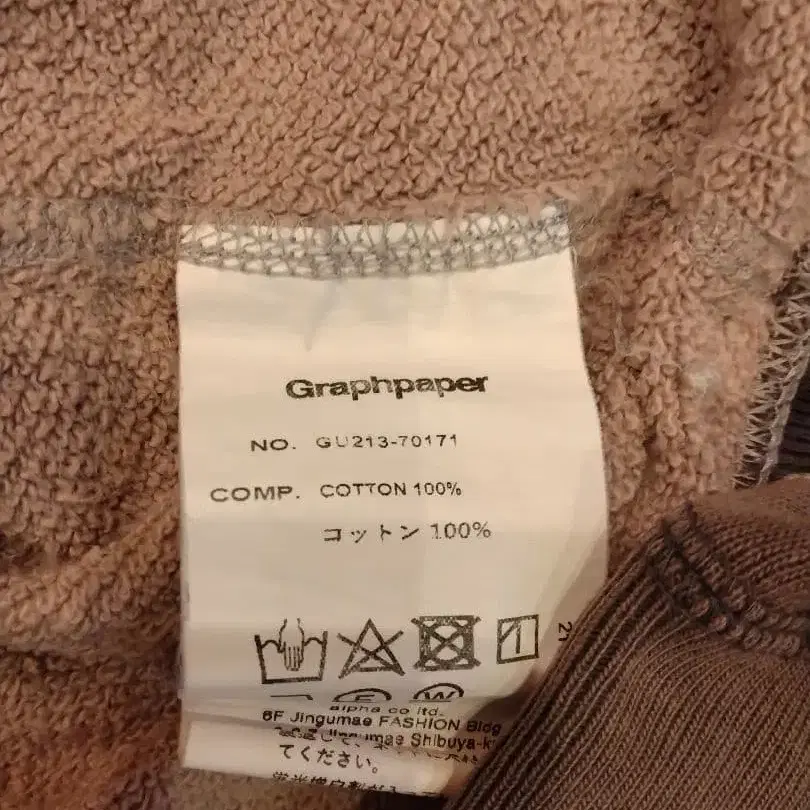 Graphpaper
NO. GU213-70171
COMP. COTTON 100%
コットン 100%
21
F W
alpha co ltd.
6F Jingumae FASHION Bldg
Jingumae Shibuya-k
てください。